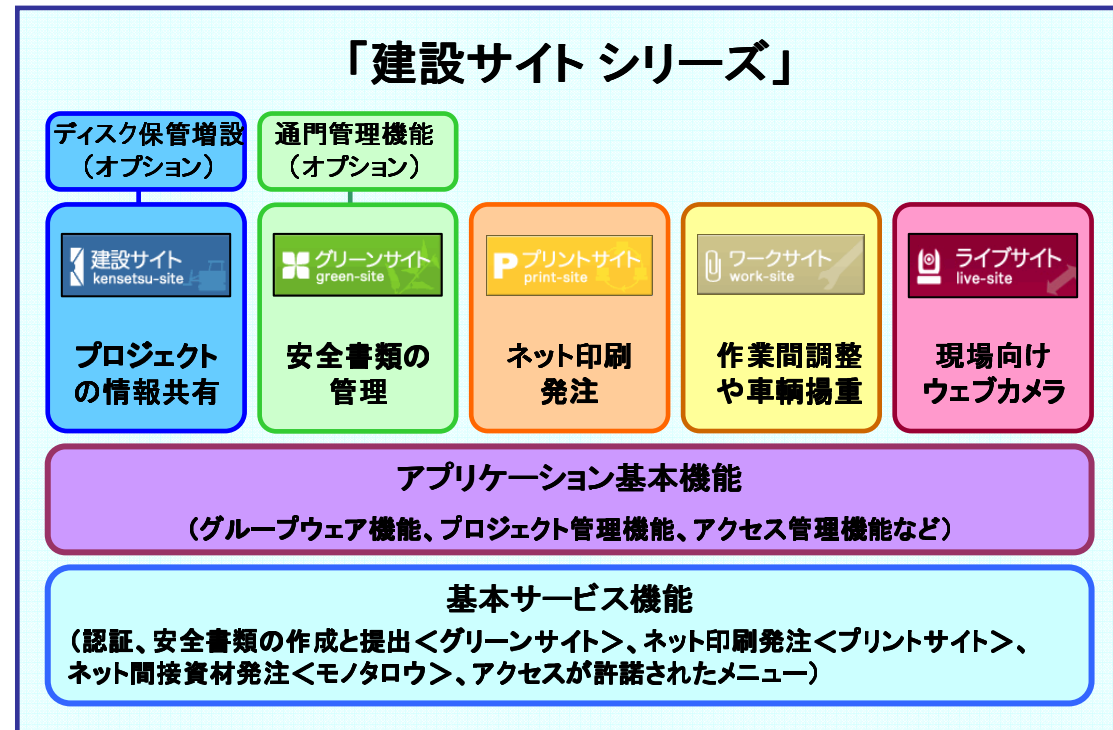 「建設サイト シリーズ」
ディスク保管増設
（オプション）
通門管理機能
（オプション）
建設サイト
kensetsu-site
プロジェクト
の情報共有
グリーンサイト
green-site
安全書類の
管理
P プリントサイト
print-site
ネット印刷
発注
ワークサイト
work-site
作業間調整
や車輌揚重
ライブサイト
live-site
現場向け
ウェブカメラ
アプリケーション基本機能
（グループウェア機能、プロジェクト管理機能、アクセス管理機能など）
基本サービス機能
（認証、安全書類の作成と提出＜グリーンサイト＞、ネット印刷発注＜プリントサイト＞、
ネット間接資材発注＜モノタロウ＞、アクセスが許諾されたメニュー）